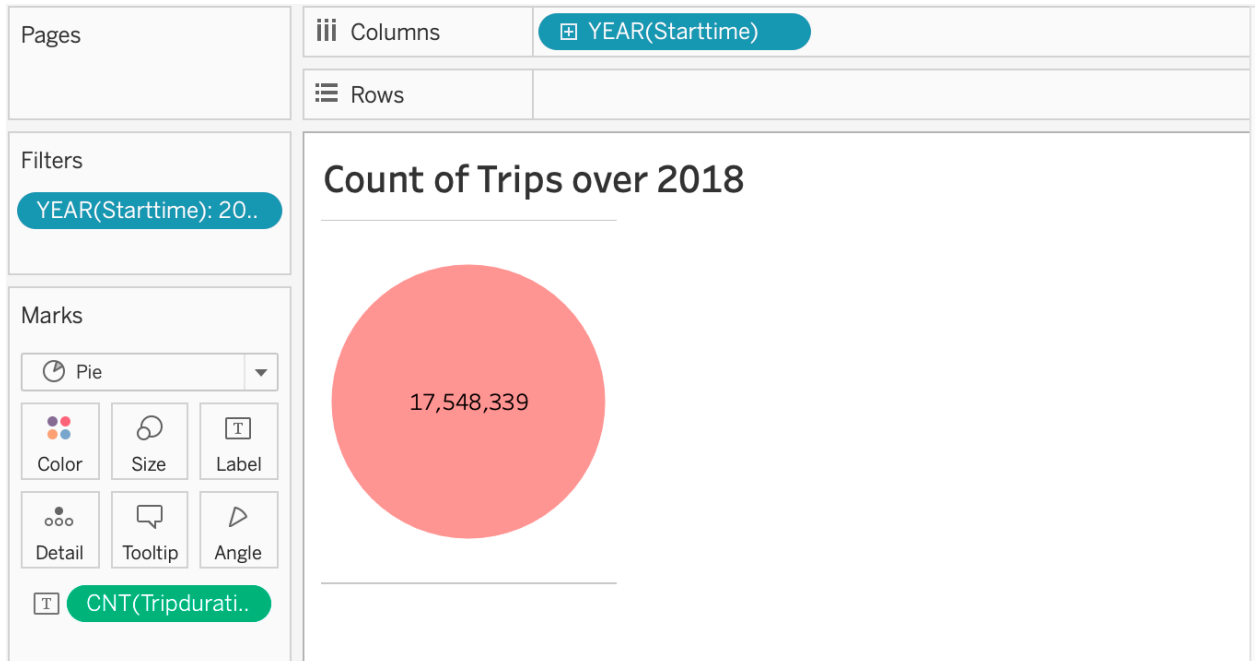 Pages
Columns
YEAR(Starttime)
Rows
Filters
YEAR(Starttime): 20..
Count of Trips over 2018
17,548,339
Marks
Pie
Color
Size
T
Label
Detail
Tooltip
Angle
T
CNT(Tripdurati..